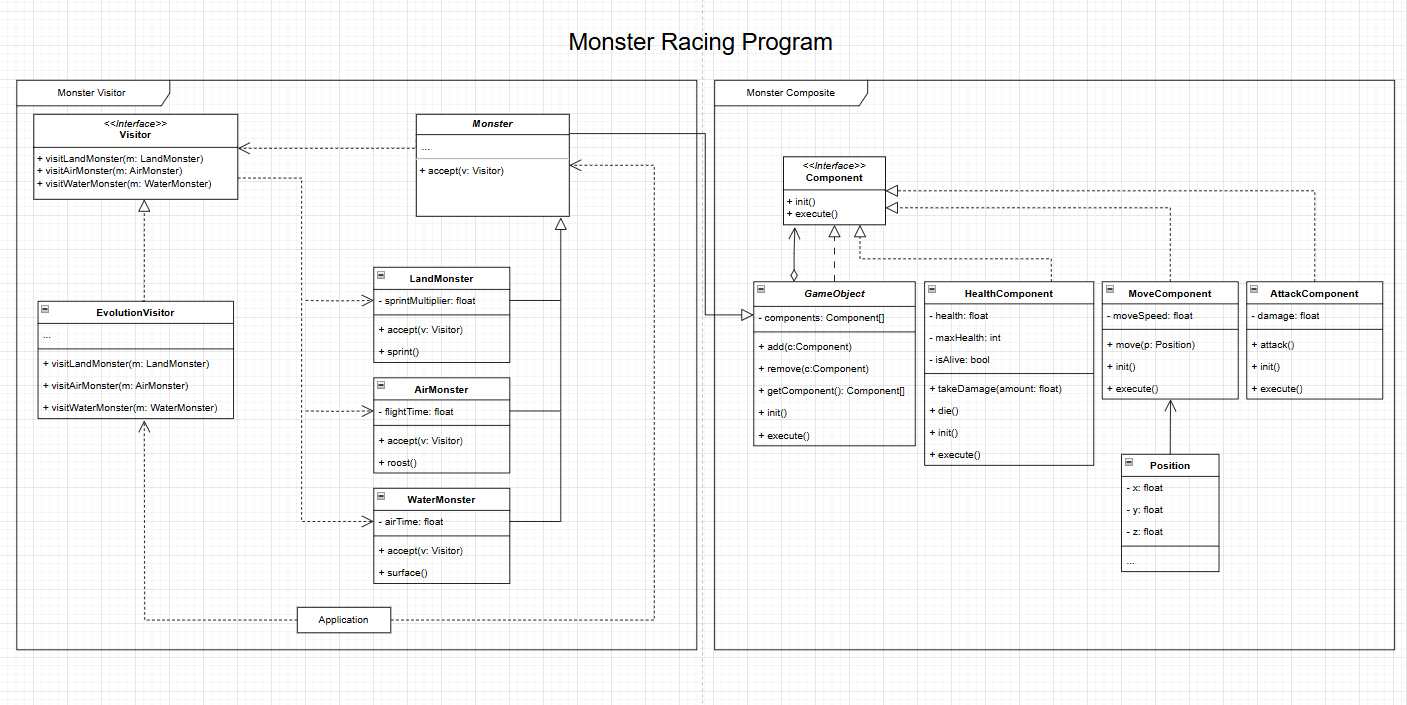 Monster Racing Program
Monster Visitor
<<Interface>>
Visitor
+ visitLandMonster(m: LandMonster)
+ visitAirMonster(m: AirMonster)
+ visitWaterMonster(m: WaterMonster)
Monster
...
+ accept(v: Visitor)
EvolutionVisitor
...
+ visitLandMonster(m: LandMonster)
+ visitAirMonster(m: AirMonster)
+ visitWaterMonster(m: WaterMonster)
LandMonster
- sprintMultiplier: float
+ accept(v: Visitor)
+ sprint()
AirMonster
- flightTime: float
+ accept(v: Visitor)
+ roost()
WaterMonster
- airTime: float
+ accept(v: Visitor)
+ surface()
Application
Monster Composite
<<Interface>>
Component
+ init()
+ execute()
GameObject
- components: Component[]
+ add(c:Component)
+ remove(c:Component)
+ getComponent(): Component[]
+ init()
+ execute()
HealthComponent
- health: float
- maxHealth: int
- isAlive: bool
+ takeDamage(amount: float)
+ die()
+ init()
+ execute()
MoveComponent
- moveSpeed: float
+ move(p: Position)
+ init()
+ execute()
AttackComponent
- damage: float
+ attack()
+ init()
+ execute()
Position
- x: float
- y: float
- z: float
...